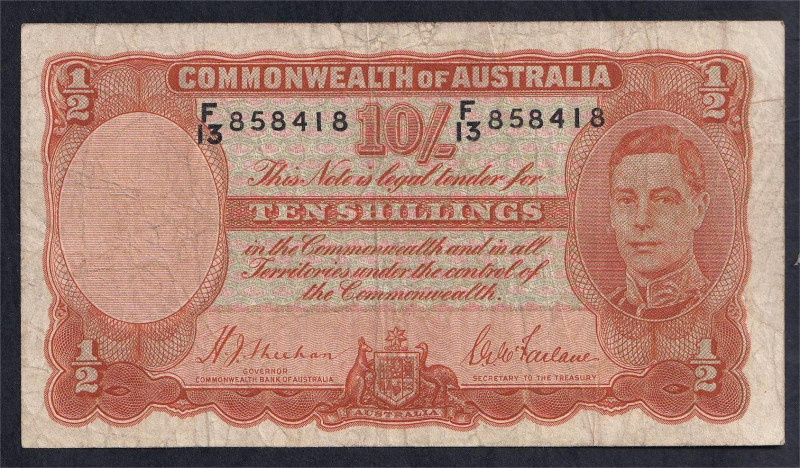 1/2 1/2
COMMONWEALTH OF AUSTRALIA
F/13 858418 10/- F/13 858418
This Note is legal tender for
TEN SHILLINGS
in the Commonwealth and in all
Territories under the control of
the Commonwealth.
1/2 1/2
H.J. Sheehan
GOVERNOR
COMMONWEALTH BANK OF AUSTRALIA
S.G. McFarlane
SECRETARY TO THE TREASURY
AUSTRALIA